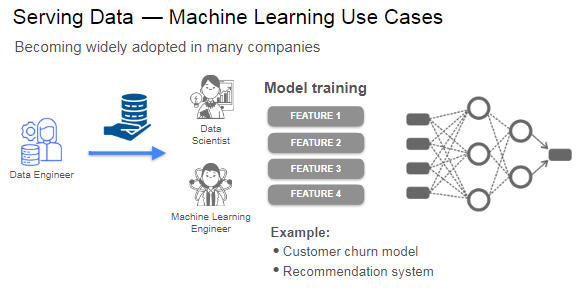 Serving Data — Machine Learning Use Cases
Becoming widely adopted in many companies
Data Engineer
Data
Scientist
Machine Learning
Engineer
Model training
FEATURE 1
FEATURE 2
FEATURE 3
FEATURE 4
Example:
• Customer churn model
• Recommendation system